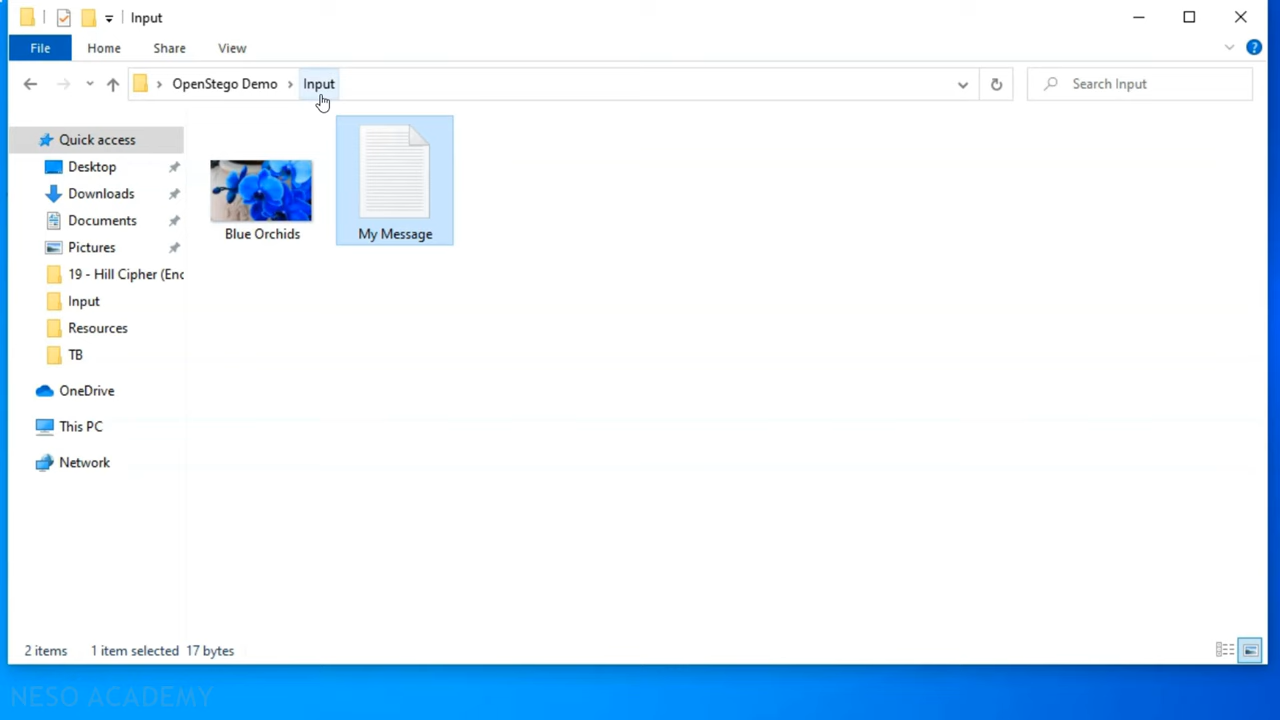 Input
File Home Share View
OpenStego Demo Input
Search Input
Quick access
Desktop
Downloads
Documents
Pictures
19 - Hill Cipher (Enc
Input
Resources
TB
OneDrive
This PC
Network
Blue Orchids My Message
2 items 1 item selected 17 bytes
NESO ACADEMY